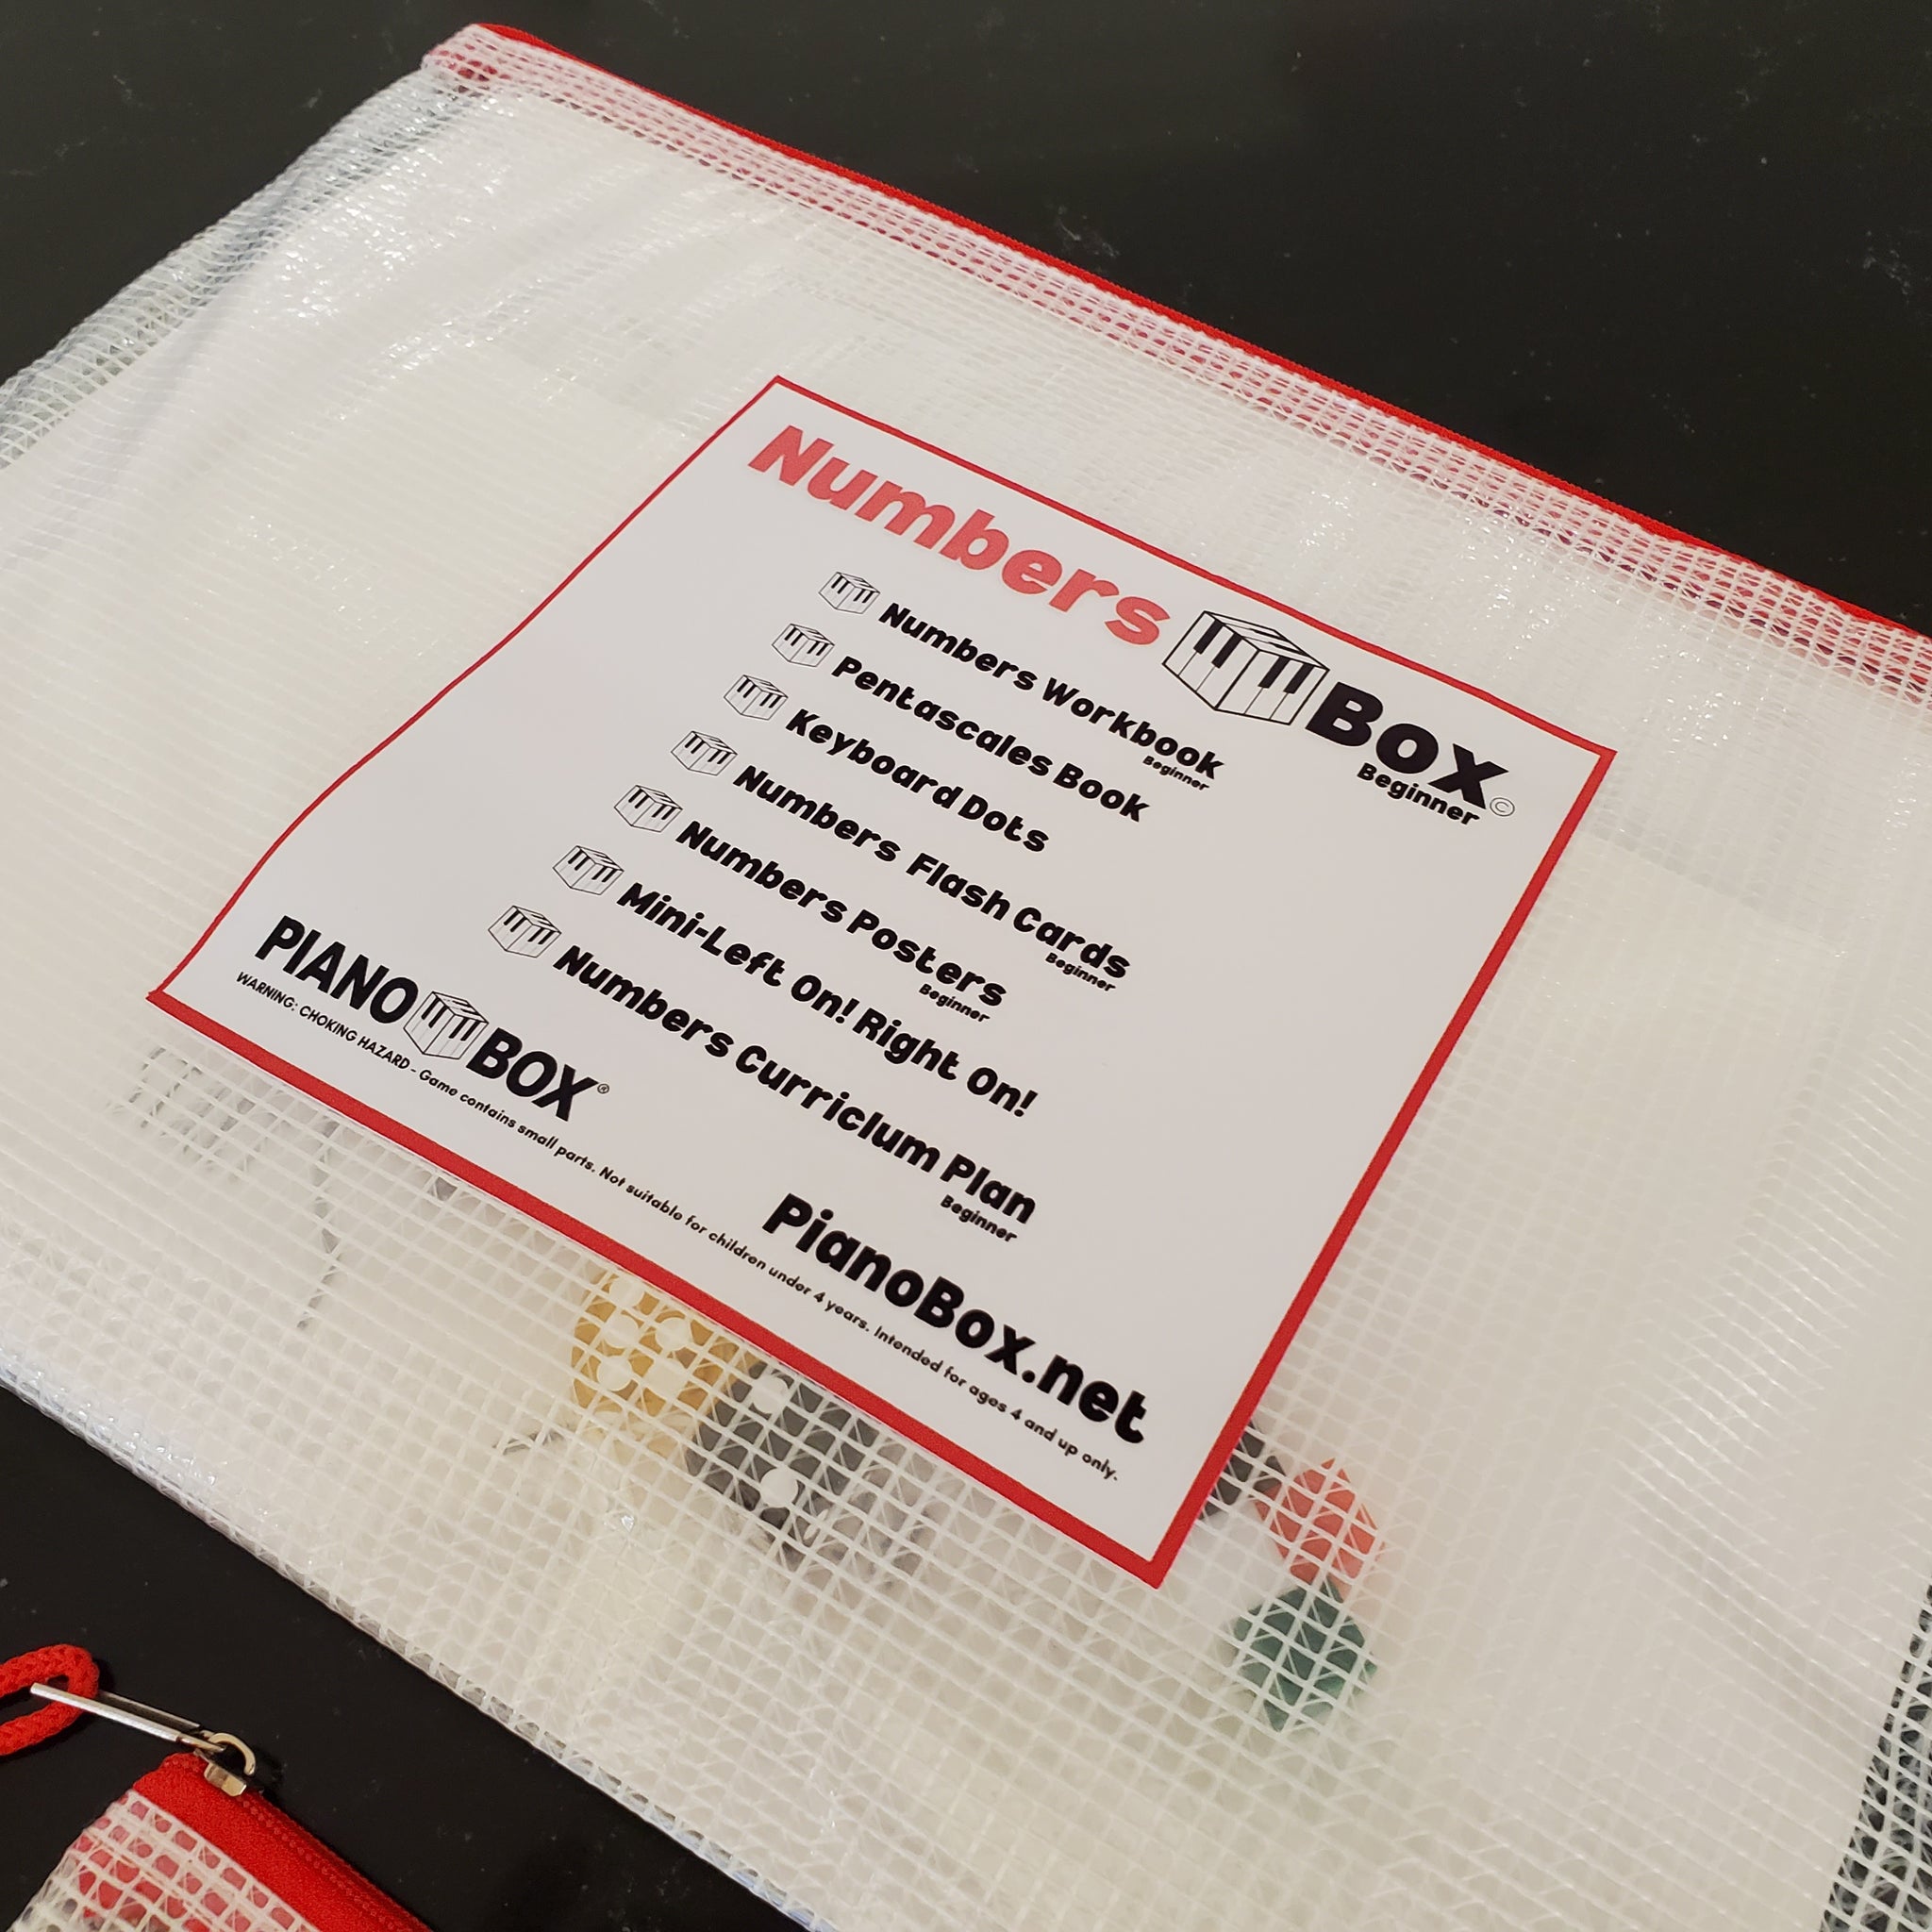 Numbers Box©
Beginner
Numbers Workbook
Beginner
Pentascales Book
Keyboard Dots
Numbers Flash Cards
Beginner
Numbers Posters
Beginner
Mini-Left On! Right On!
Numbers Curriclum Plan
Beginner
PIANO BOX®
PianoBox.net
WARNING: CHOKING HAZARD - Game contains small parts. Not suitable for children under 4 years. Intended for ages 4 and up only.